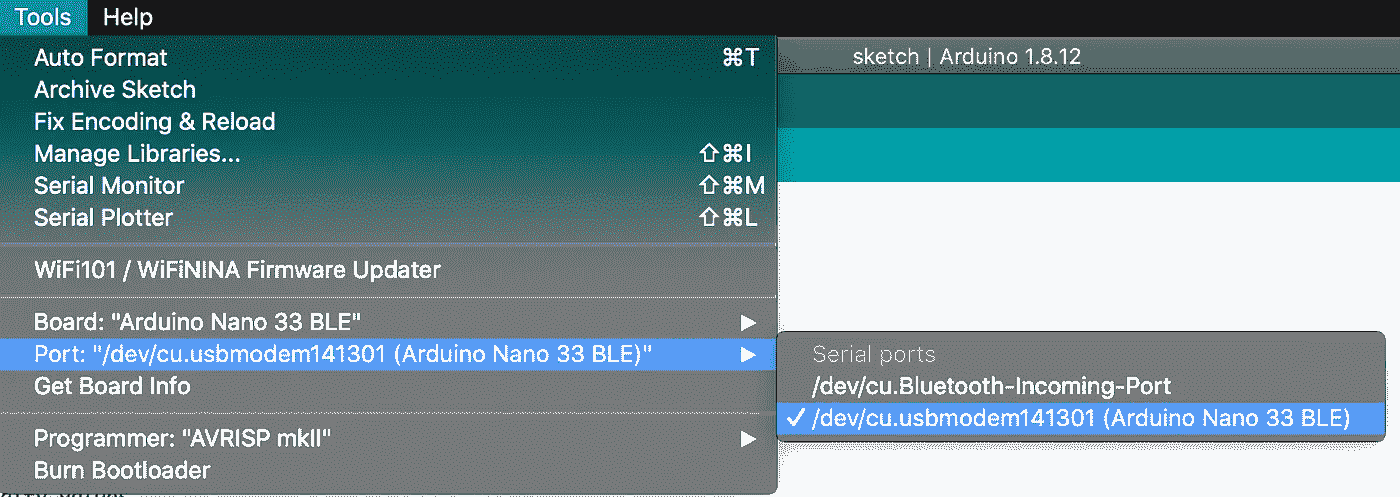 Tools Help
sketch | Arduino 1.8.12
Auto Format ⌘T
Archive Sketch
Fix Encoding & Reload
Manage Libraries... ⇧⌘I
Serial Monitor ⇧⌘M
Serial Plotter ⇧⌘L
WiFi101 / WiFiNINA Firmware Updater
Board: "Arduino Nano 33 BLE"
Port: "/dev/cu.usbmodem141301 (Arduino Nano 33 BLE)"
Get Board Info
Programmer: "AVRISP mkII"
Burn Bootloader
Serial ports
/dev/cu.Bluetooth-Incoming-Port
✓ /dev/cu.usbmodem141301 (Arduino Nano 33 BLE)